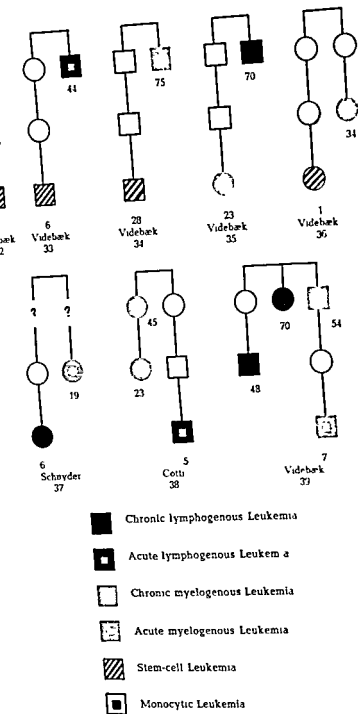 44
75
70
34
6
28
23
1
Videbæk
Videbæk
Videbæk
Videbæk
bæk
33
34
35
36
2
45
70
54
? ?
19
23
48
6
5
7
Schnyder
Cotti
Videbæk
37
38
39
Chronic lymphogenous Leukemia
Acute lymphogenous Leukem a
Chronic myelogenous Leukemia
Acute myelogenous Leukemia
Stem-cell Leukemia
Monocytic Leukemia